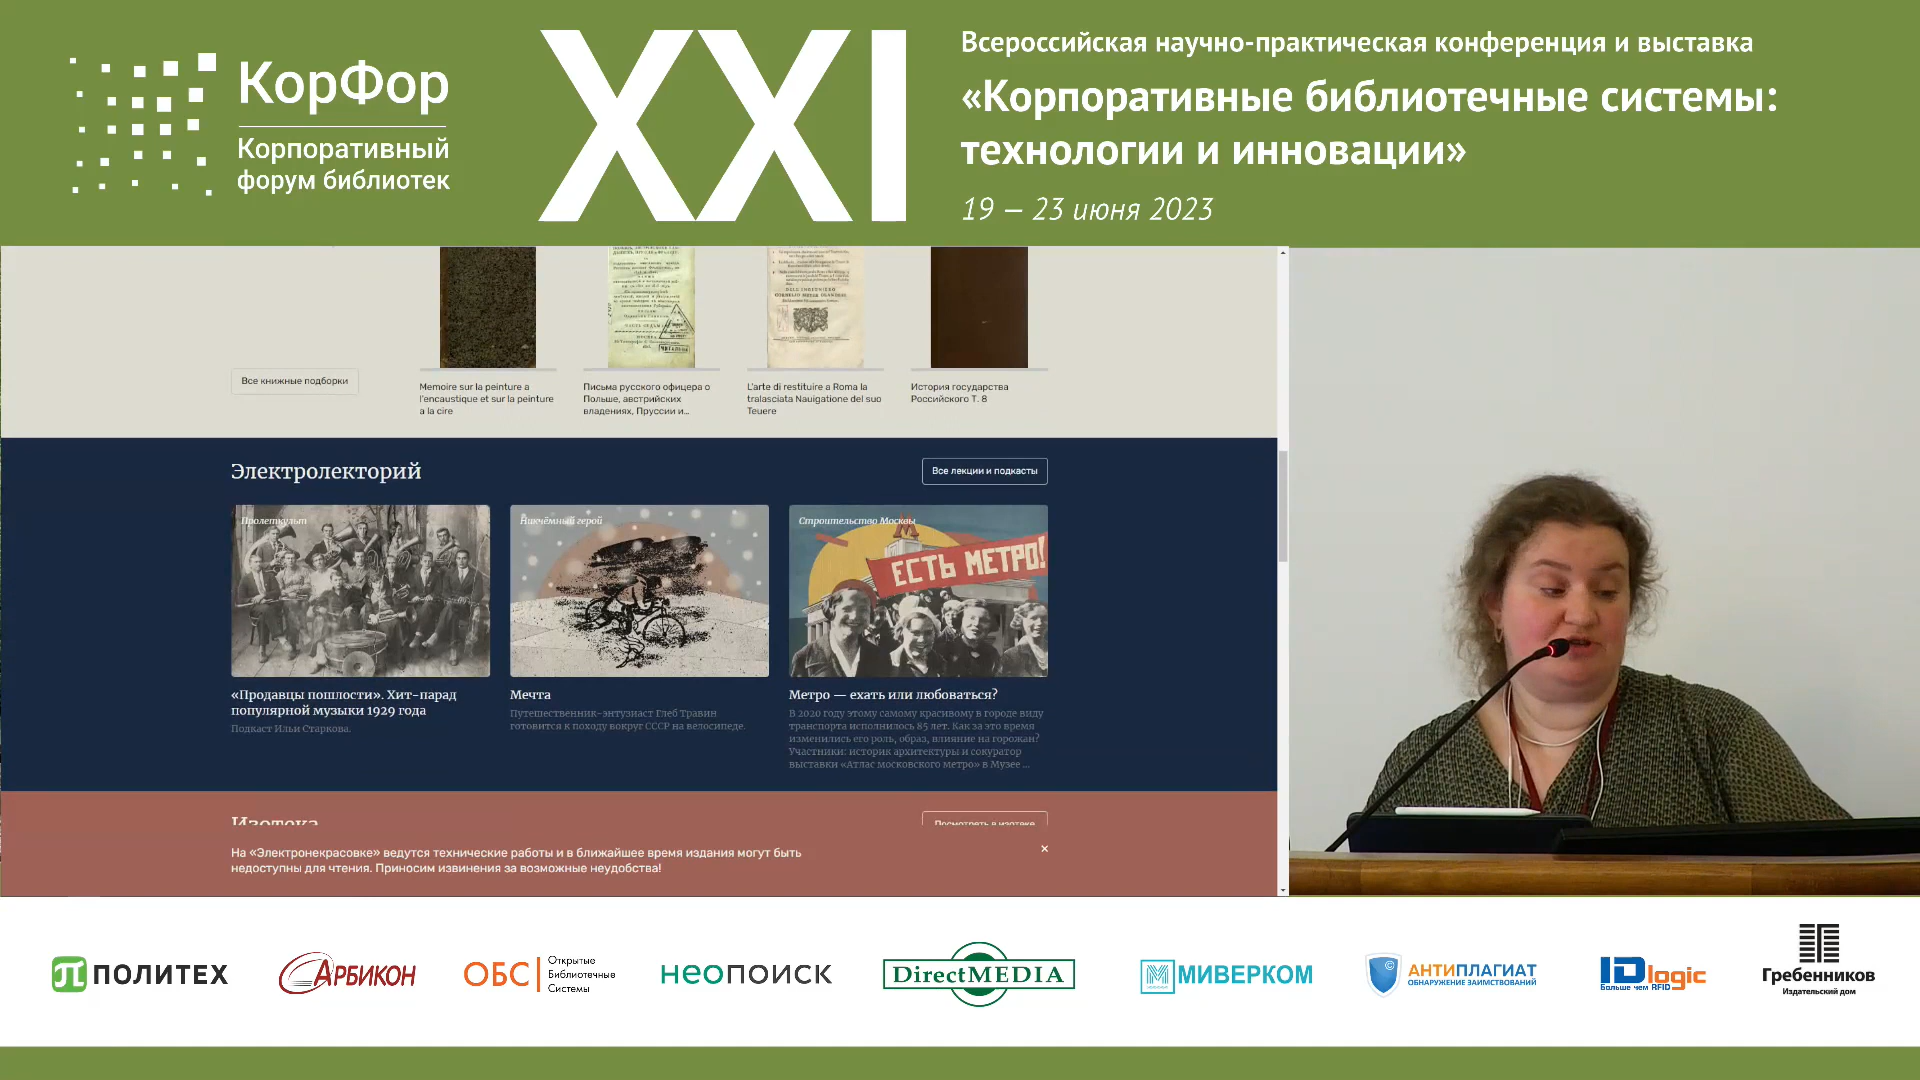 КорФор
Корпоративный
форум библиотек
XXI
Всероссийская научно-практическая конференция и выставка
«Корпоративные библиотечные системы:
технологии и инновации»
19 — 23 июня 2023
Все книжные подборки
Memoire sur la peinture a
l'encaustique et sur la peinture
a la cire
Письма русского офицера о
Польше, австрийских
владениях, Пруссии и...
L'arte di restituire a Roma la
tralasciata Nauigatione del suo
Teuere
История государства
Российского Т. 8
Электролекторий
Все лекции и подкасты
Пролеткульт
Никчёмный герой
Строительство Москвы
ЕСТЬ МЕТРО!
«Продавцы пошлости». Хит-парад
популярной музыки 1929 года
Подкаст Ильи Старкова.
Мечта
Путешественник-энтузиаст Глеб Травин
готовится к походу вокруг СССР на велосипеде.
Метро — ехать или любоваться?
В 2020 году этому самому красивому в городе виду
транспорта исполнилось 85 лет. Как за это время
изменились его роль, образ, влияние на горожан?
Участники: историк архитектуры и сокуратор
выставки «Атлас московского метро» в Музее ...
Изотека
Посмотреть в изотеке
На «Электронекрасовке» ведутся технические работы и в ближайшее время издания могут быть
недоступны для чтения. Приносим извинения за возможные неудобства!
ПОЛИТЕХ
АРБИКОН
ОБС
Открытые
Библиотечные
Системы
неопоиск
DirectMEDIA
МИВЕРКОМ
АНТИПЛАГИАТ
ОБНАРУЖЕНИЕ ЗАИМСТВОВАНИЙ
IDlogic
Больше чем RFID
Гребенников
Издательский дом